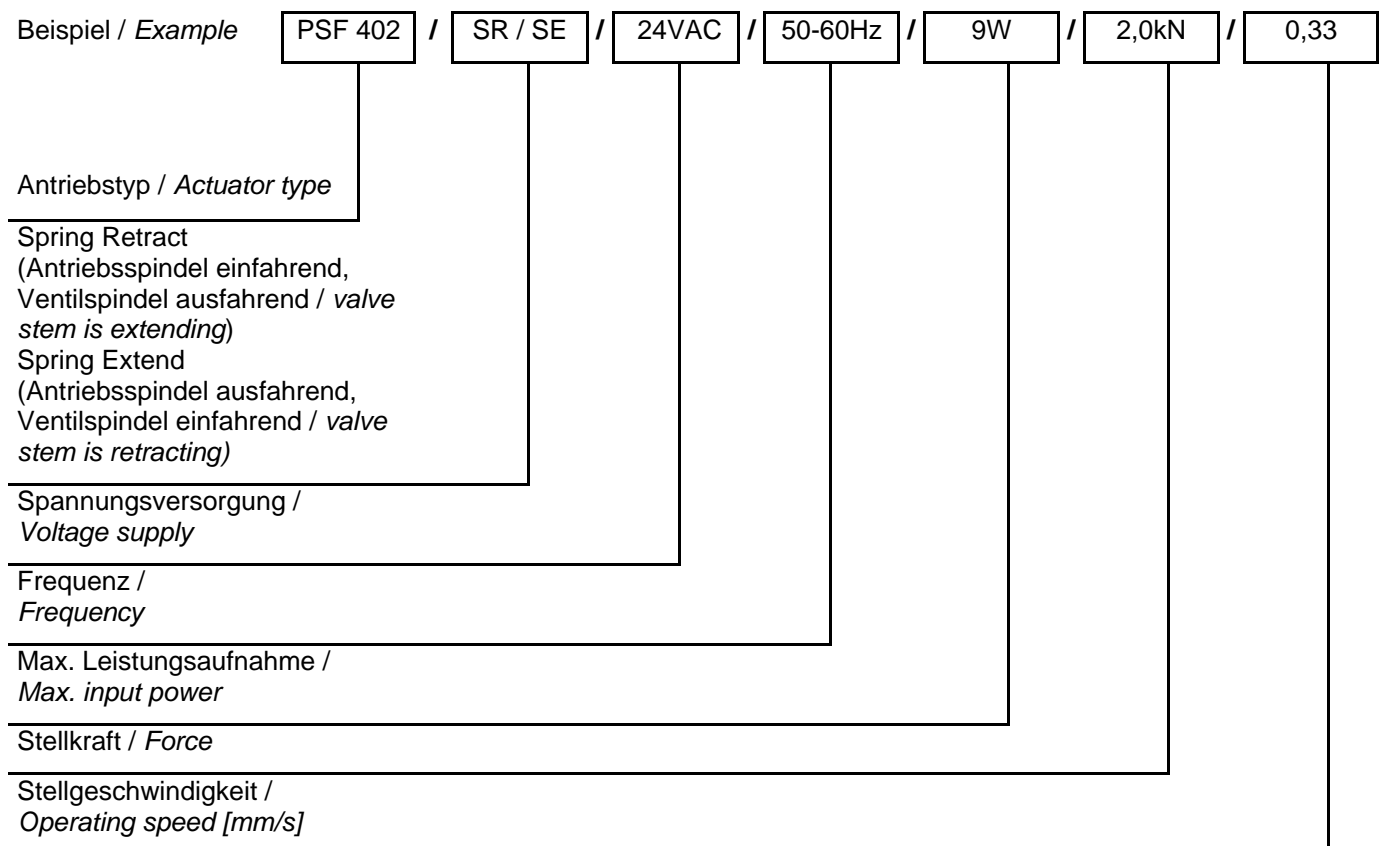 Beispiel / Example PSF 402 / SR / SE / 24VAC / 50-60Hz / 9W / 2,0kN / 0,33
Antriebstyp / Actuator type
Spring Retract
(Antriebsspindel einfahrend,
Ventilspindel ausfahrend / valve
stem is extending)
Spring Extend
(Antriebsspindel ausfahrend,
Ventilspindel einfahrend / valve
stem is retracting)
Spannungsversorgung /
Voltage supply
Frequenz /
Frequency
Max. Leistungsaufnahme /
Max. input power
Stellkraft / Force
Stellgeschwindigkeit /
Operating speed [mm/s]